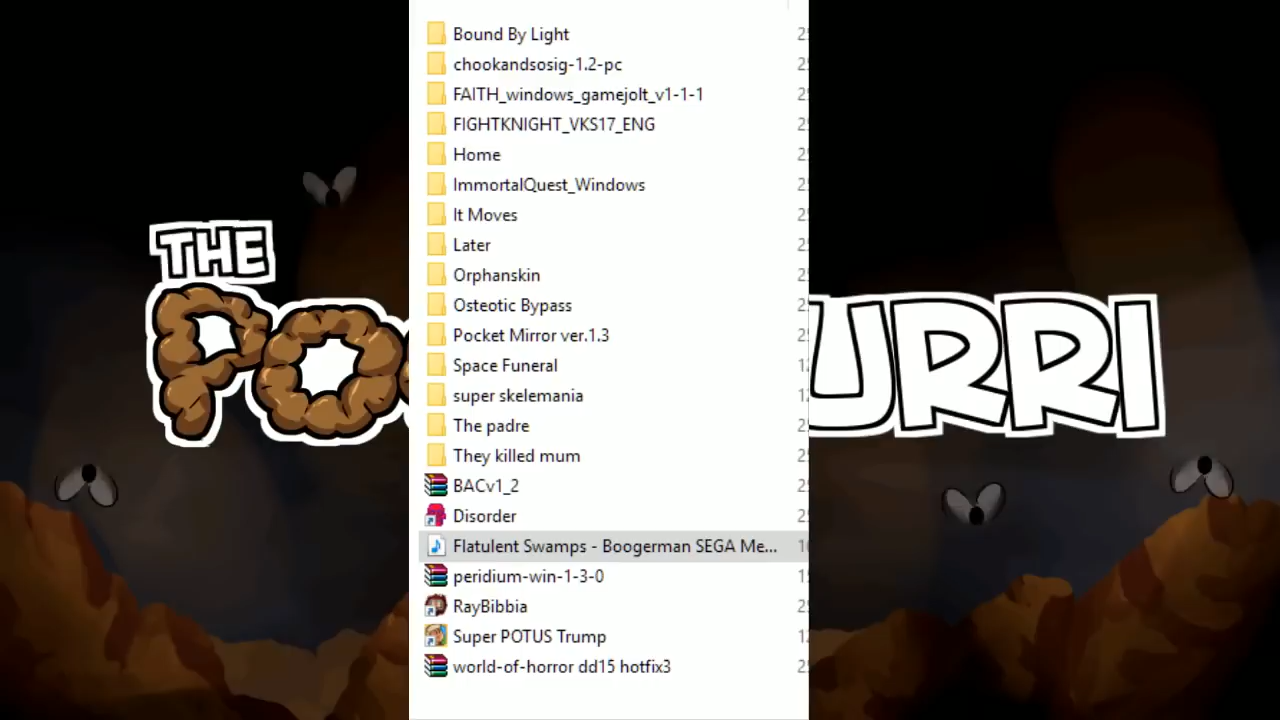 Bound By Light
chookandsosig-1.2-pc
FAITH_windows_gamejolt_v1-1-1
FIGHTKNIGHT_VKS17_ENG
Home
ImmortalQuest_Windows
It Moves
Later
Orphanskin
Osteotic Bypass
Pocket Mirror ver.1.3
Space Funeral
super skelemania
The padre
They killed mum
BACv1_2
Disorder
Flatulent Swamps - Boogerman SEGA Me...
peridium-win-1-3-0
RayBibbia
Super POTUS Trump
world-of-horror dd15 hotfix3
THE
PO URRI